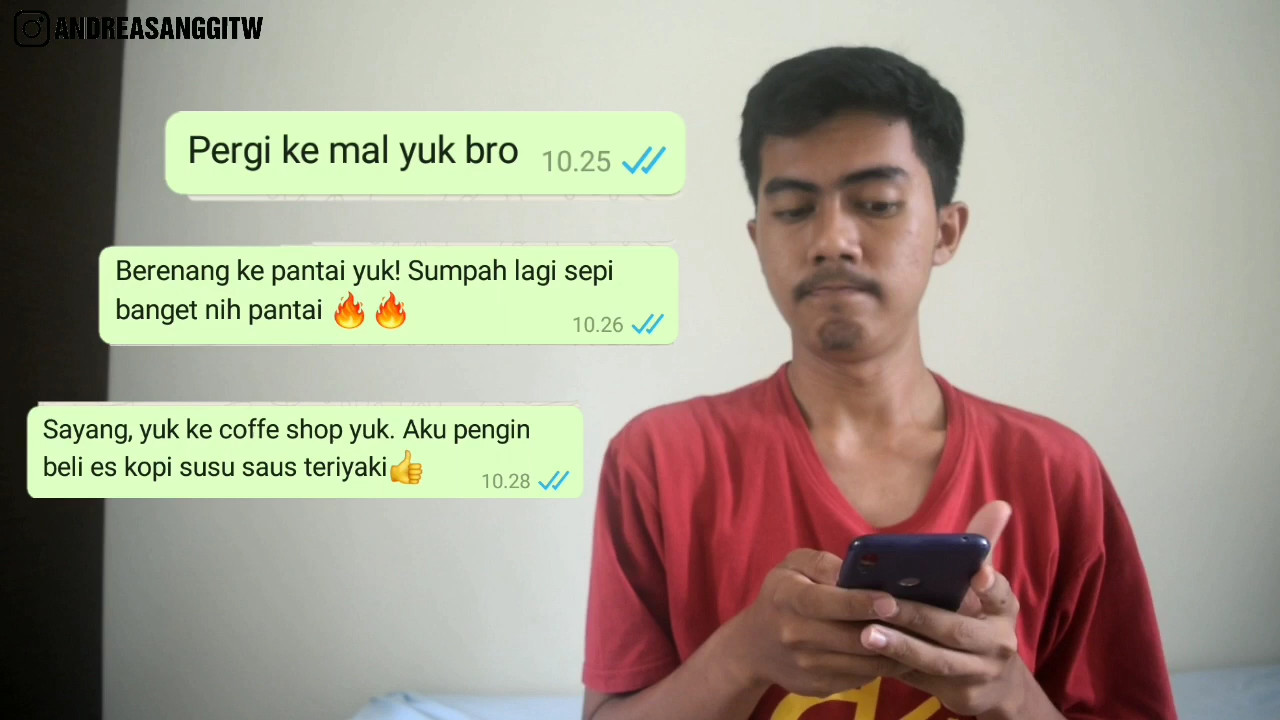 ANDREASANGGITW
Pergi ke mal yuk bro 10.25
Berenang ke pantai yuk! Sumpah lagi sepi
banget nih pantai 🔥🔥
10.26
Sayang, yuk ke coffe shop yuk. Aku pengin
beli es kopi susu saus teriyaki👍
10.28